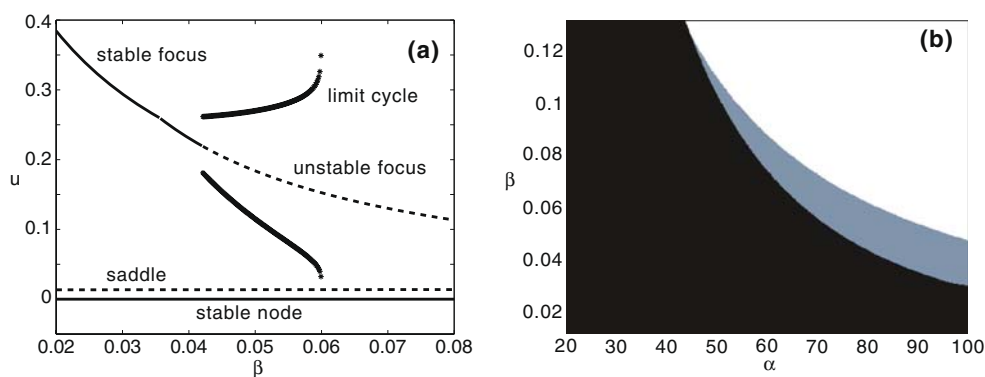 (a)
0.4
0.3
0.2
0.1
0
u
stable focus
limit cycle
unstable focus
saddle
stable node
0.02 0.03 0.04 0.05 0.06 0.07 0.08
β
(b)
0.12
0.1
0.08
0.06
0.04
0.02
β
20 30 40 50 60 70 80 90 100
α